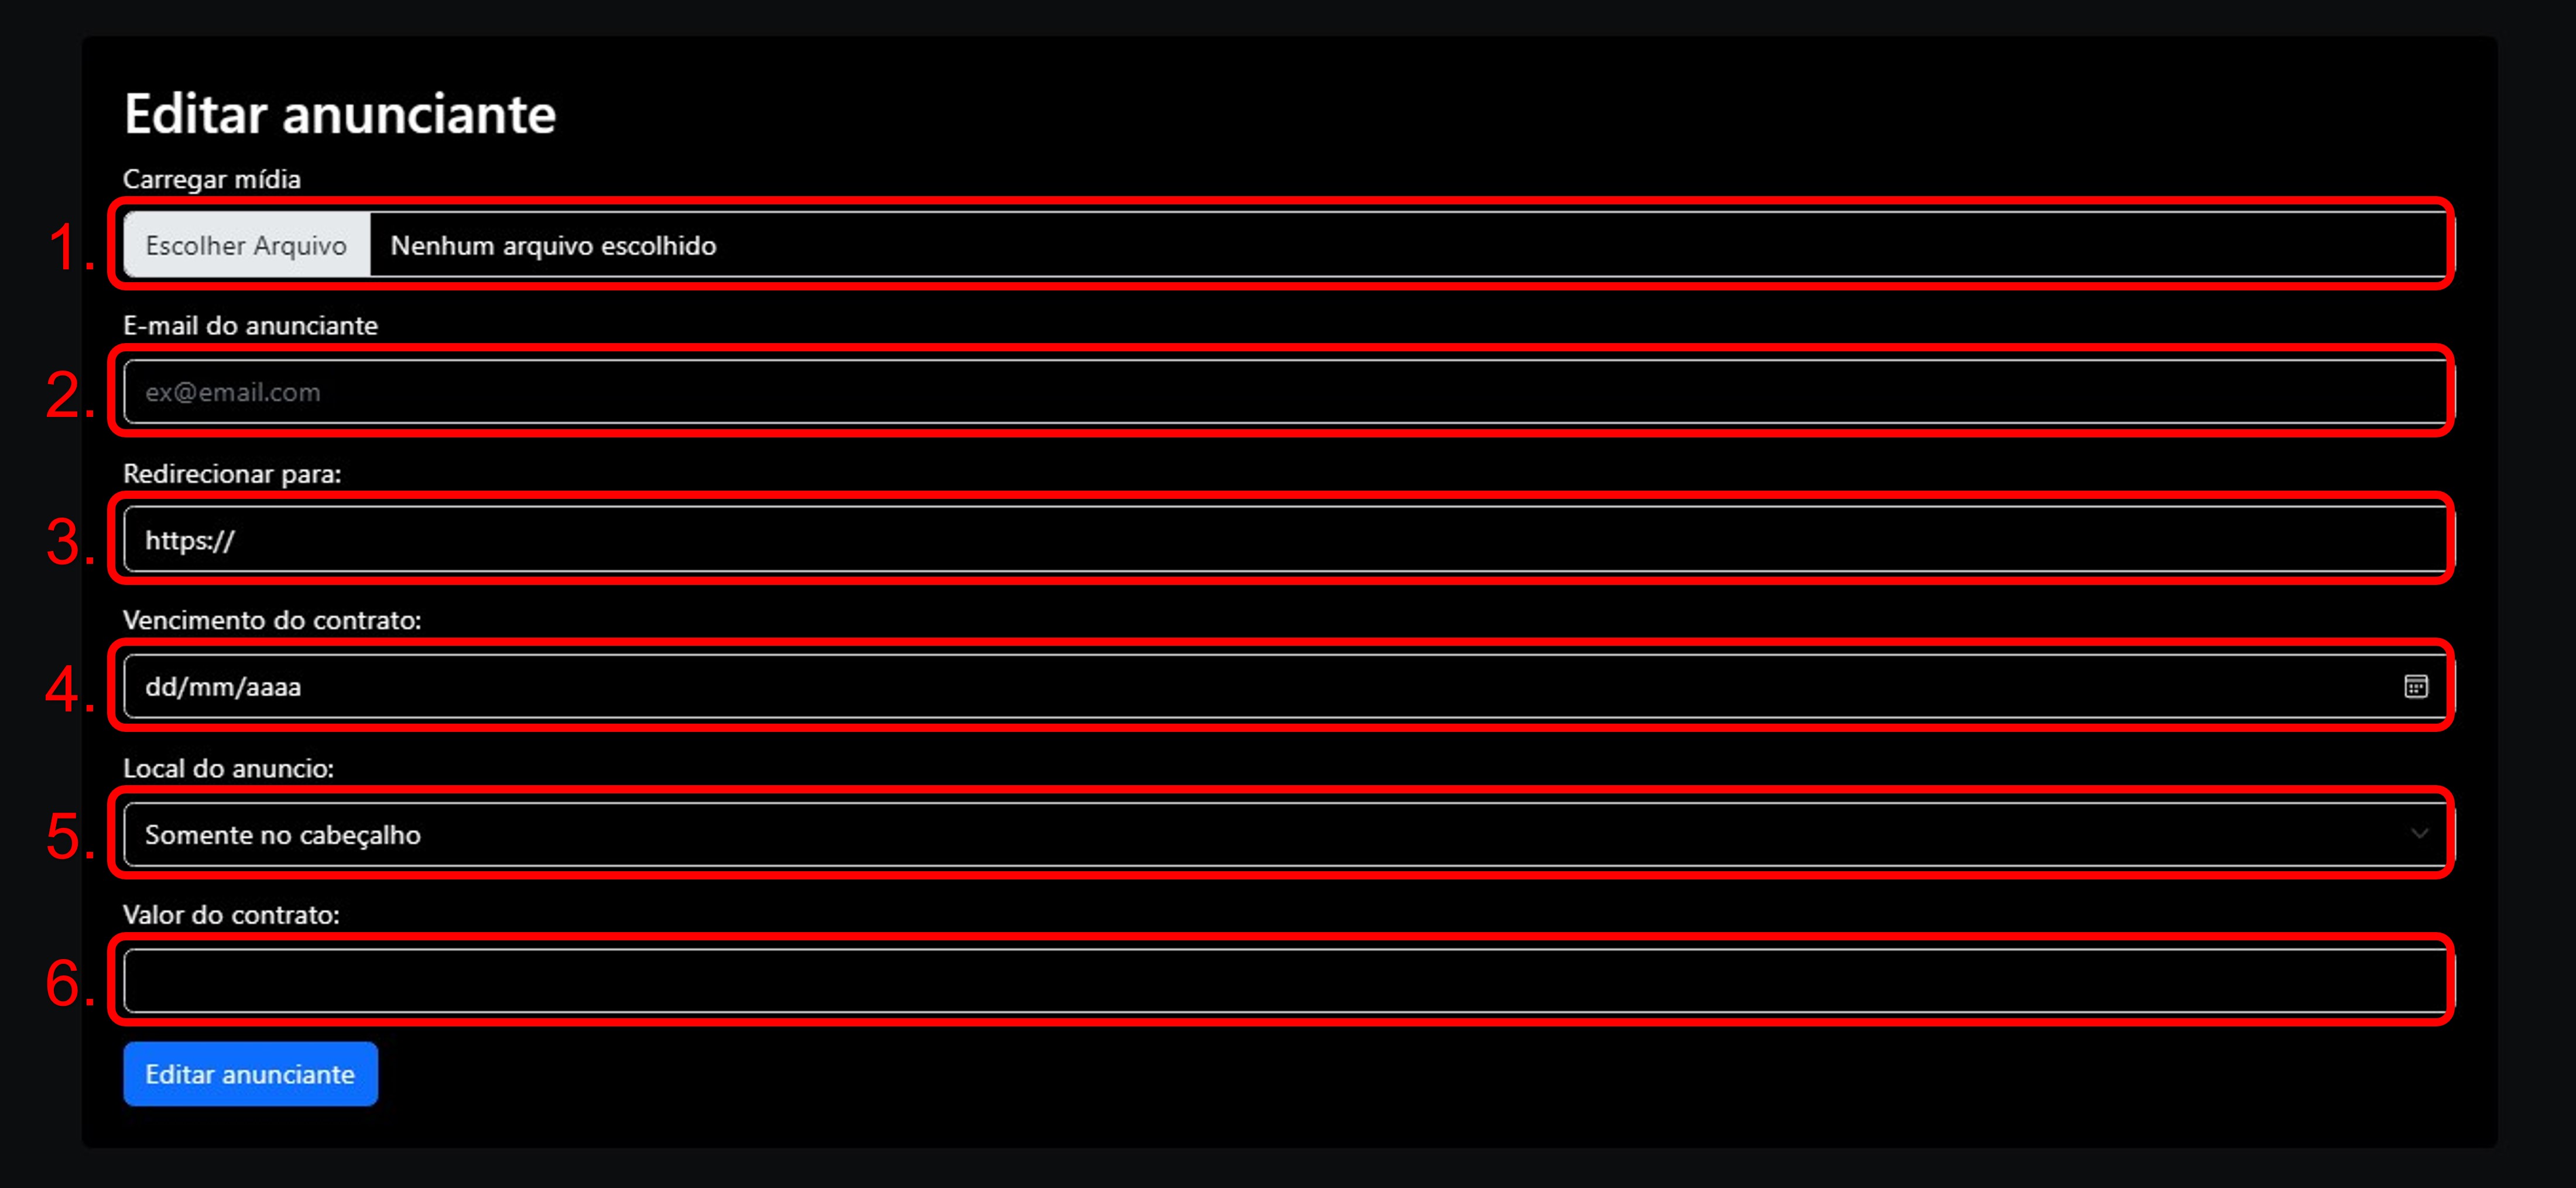 Editar anunciante
Carregar mídia
1. Escolher Arquivo Nenhum arquivo escolhido
E-mail do anunciante
2. ex@email.com
Redirecionar para:
3. https://
Vencimento do contrato:
4. dd/mm/aaaa
Local do anuncio:
5. Somente no cabeçalho
Valor do contrato:
6.
Editar anunciante